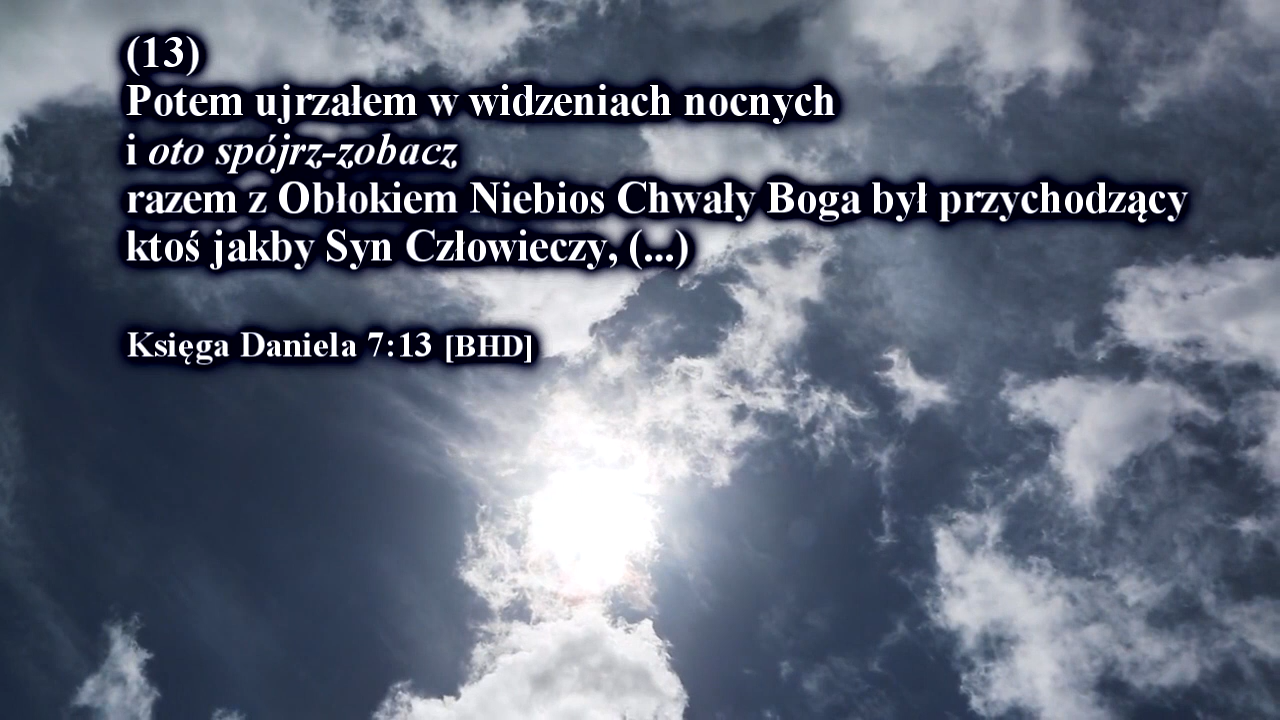 (13)
Potem ujrzałem w widzeniach nocnych
i oto spójrz-zobacz
razem z Obłokiem Niebios Chwały Boga był przychodzący
ktoś jakby Syn Człowieczy, (...)
Księga Daniela 7:13 [BHD]